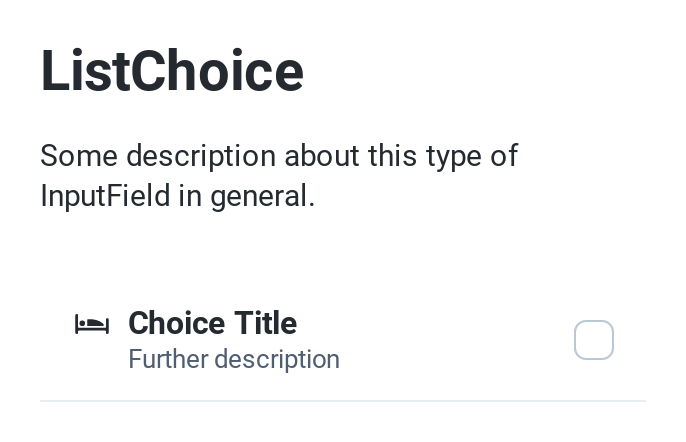 ListChoice
Some description about this type of
InputField in general.
Choice Title
Further description